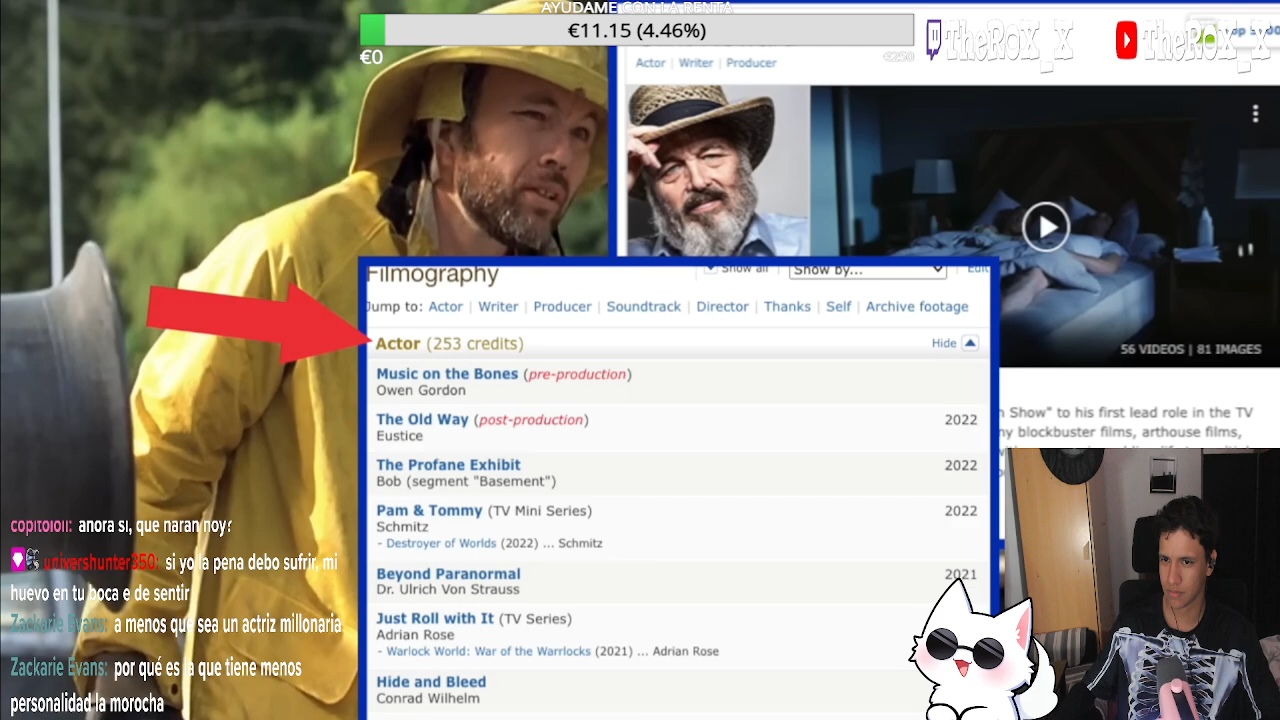 AYUDAME CON LA RENTA
€11.15 (4.46%)
€0
€250
TheRoX_X
TheRoX_X
Actor | Writer | Producer
56 VIDEOS | 81 IMAGES
Filmography
Show all
Show by...
Edit
Jump to: Actor | Writer | Producer | Soundtrack | Director | Thanks | Self | Archive footage
Actor (253 credits)
Hide
Music on the Bones (pre-production)
Owen Gordon
The Old Way (post-production) 2022
Eustice
The Profane Exhibit 2022
Bob (segment "Basement")
Pam & Tommy (TV Mini Series) 2022
Schmitz
- Destroyer of Worlds (2022) ... Schmitz
Beyond Paranormal 2021
Dr. Ulrich Von Strauss
Just Roll with It (TV Series)
Adrian Rose
- Warlock World: War of the Warrlocks (2021) ... Adrian Rose
Hide and Bleed
Conrad Wilhelm
n Show" to his first lead role in the TV
ny blockbuster films, arthouse films,
si yo la pena debo sufrir, mi
huevo en tu boca e de sentir
Zackarie Evans: a menos que sea un actriz millonaria
Zackarie Evans: por qué es la que tiene menos
personalidad la morocha